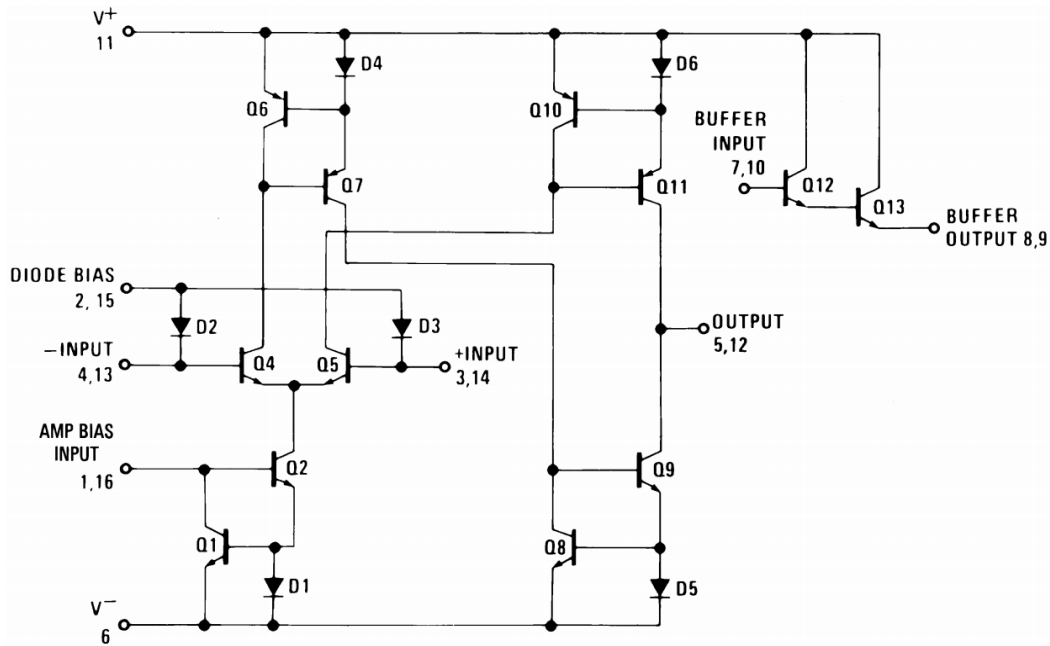 V+
11
D4
D6
Q6
Q10
BUFFER
INPUT
7,10
Q7
Q11
Q12
Q13
BUFFER
OUTPUT 8,9
DIODE BIAS
2, 15
D2
D3
OUTPUT
5,12
−INPUT
4,13
Q4
Q5
+INPUT
3,14
AMP BIAS
INPUT
1,16
Q2
Q9
Q1
Q8
D1
D5
V−
6